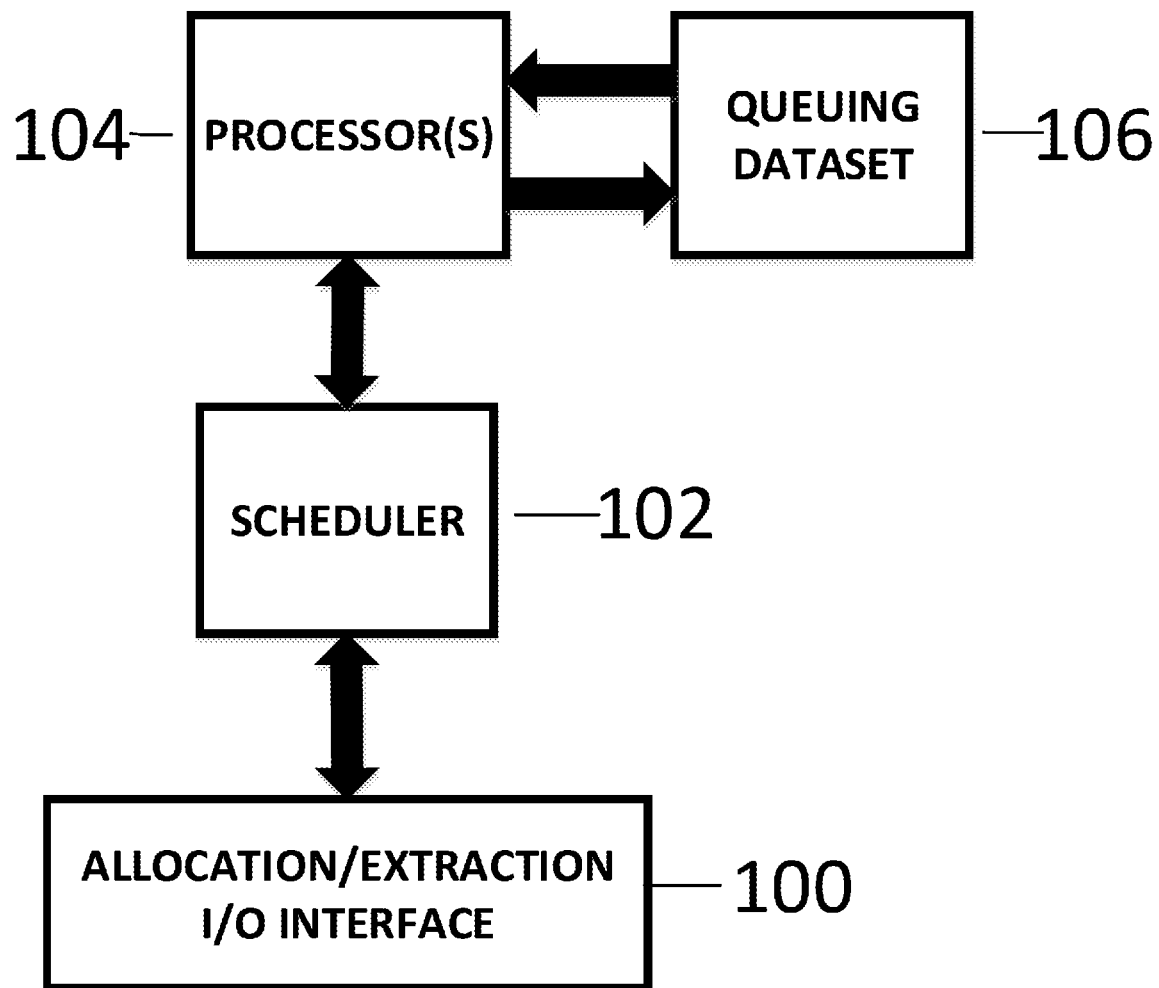 104
PROCESSOR(S)
QUEUING
DATASET
106
SCHEDULER
102
ALLOCATION/EXTRACTION
I/O INTERFACE
100